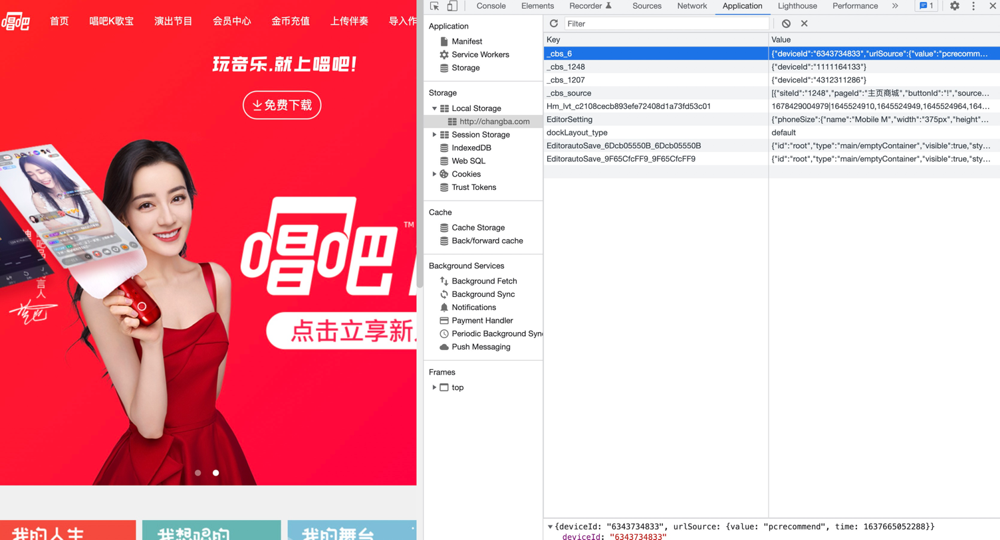 唱吧
首页 唱吧K歌宝 演出节目 会员中心 金币充值 上传伴奏 导入作
玩音乐.就上唱吧!
免费下载
唱吧
TM
点击立享新
我的人生
我想唱的
我的舞台
Console Elements Recorder Sources Network Application Lighthouse Performance » 1
Application
Manifest
Service Workers
Storage
Storage
Local Storage
http://changba.com
Session Storage
IndexedDB
Web SQL
Cookies
Trust Tokens
Cache
Cache Storage
Back/forward cache
Background Services
Background Fetch
Background Sync
Notifications
Payment Handler
Periodic Background Sync
Push Messaging
Frames
top
Filter
Key Value
_cbs_6 {"deviceId":"6343734833","urlSource":{"value":"pcrecomm…
_cbs_1248 {"deviceId":"1111164133"}
_cbs_1207 {"deviceId":"4312311286"}
_cbs_source [{"siteId":"1248","pageId":"主页商城","buttonId":"!","source…
Hm_lvt_c2108cecb893efe72408d1a73fd53c01 1678429004979|1645524910,1645524949,1645524964,164…
EditorSetting {"phoneSize":{"name":"Mobile M","width":"375px","height"…
dockLayout_type default
EditorautoSave_6Dcb05550B_6Dcb05550B {"id":"root","type":"main/emptyContainer","visible":true,"sty…
EditorautoSave_9F65CfcFF9_9F65CfcFF9 {"id":"root","type":"main/emptyContainer","visible":true,"sty…
{deviceId: "6343734833", urlSource: {value: "pcrecommend", time: 1637665052288}}
deviceId: "6343734833"